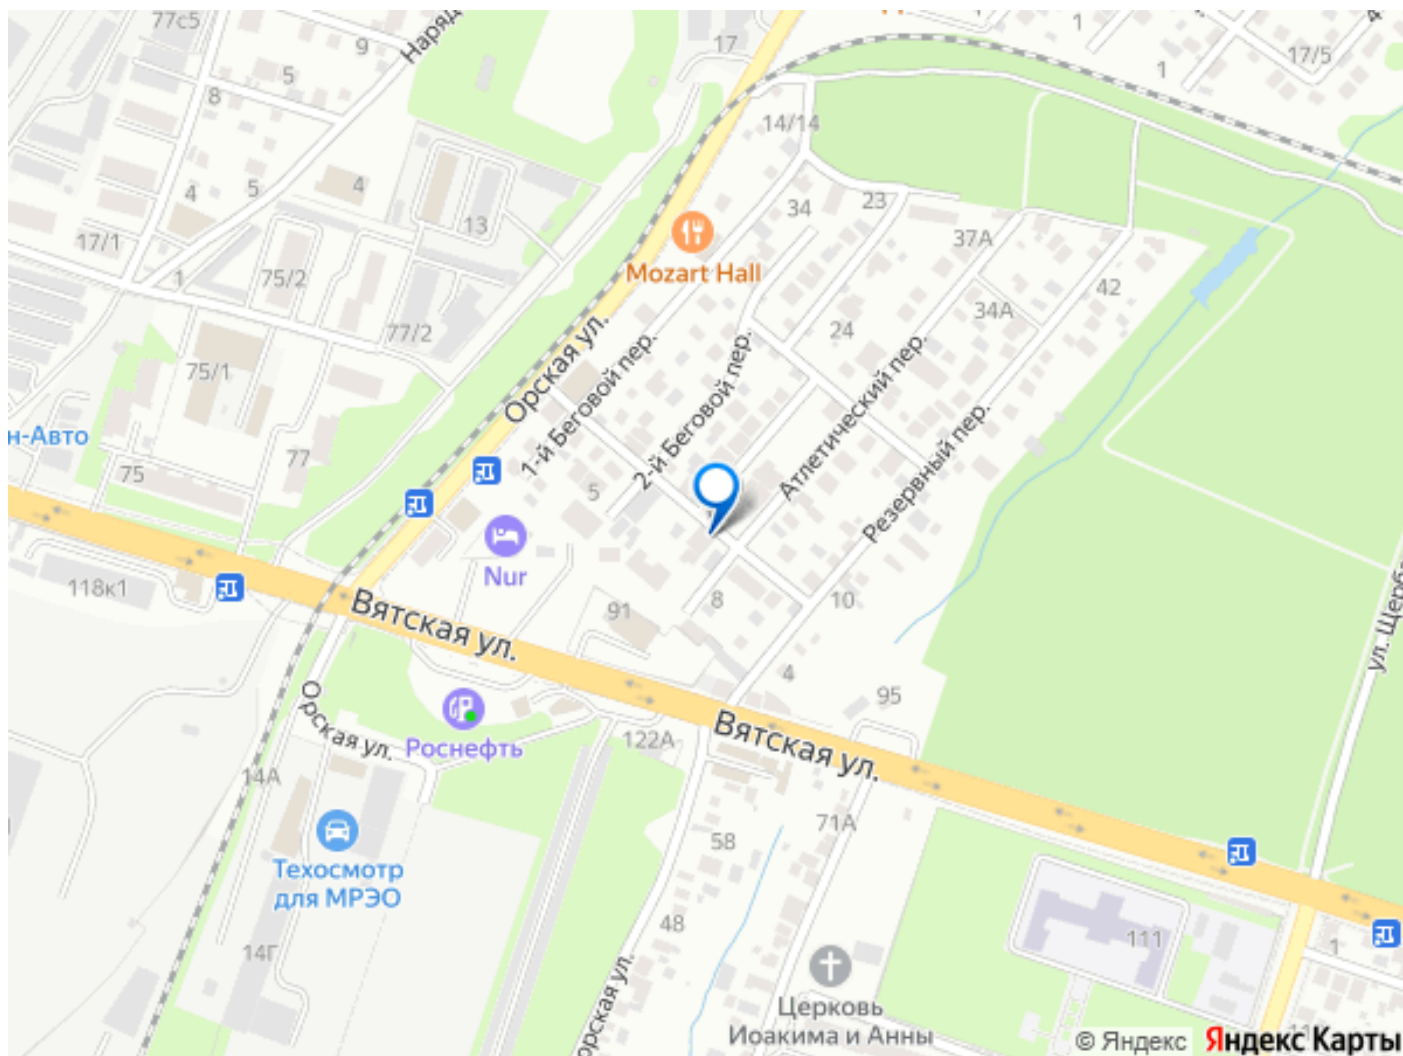 77с5
9
Наряд
17
1
4
17/5
1
5
8
14/14
4
5
4
13
34
23
37А
17/1
1
75/2
Mozart Hall
42
34А
24
77/2
75/1
Орская ул.
1-й Беговой пер.
2-й Беговой пер.
Атлетический пер.
Резервный пер.
н-Авто
75
77
5
Nur
118к1
Вятская ул.
91
8
10
ул. Щерба
4
95
Роснефть
122А
Вятская ул.
Орская ул.
14А
71А
58
Техосмотр
для МРЭО
48
111
14Г
1
орская ул.
Церковь
Иоакима и Анны
© Яндекс Яндекс Карты